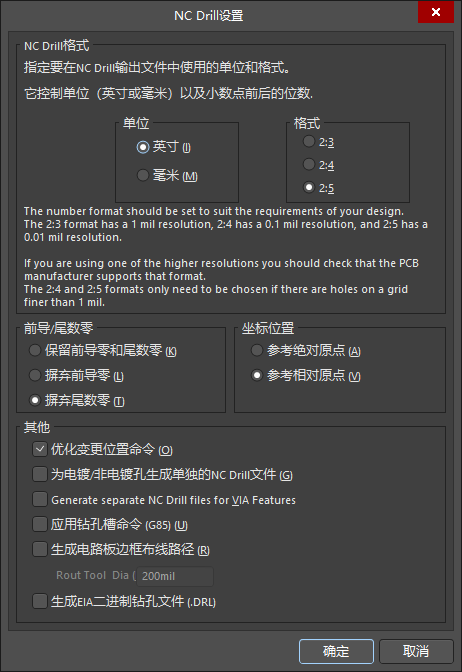 NC Drill设置
NC Drill格式
指定要在NC Drill输出文件中使用的单位和格式。
它控制单位（英寸或毫米）以及小数点前后的位数.
单位
格式
英寸 (I)
毫米 (M)
2:3
2:4
2:5
The number format should be set to suit the requirements of your design.
The 2:3 format has a 1 mil resolution, 2:4 has a 0.1 mil resolution, and 2:5 has a
0.01 mil resolution.
If you are using one of the higher resolutions you should check that the PCB
manufacturer supports that format.
The 2:4 and 2:5 formats only need to be chosen if there are holes on a grid
finer than 1 mil.
前导/尾数零
保留前导零和尾数零 (K)
摒弃前导零 (L)
摒弃尾数零 (T)
坐标位置
参考绝对原点 (A)
参考相对原点 (V)
其他
优化变更位置命令 (O)
为电镀/非电镀孔生成单独的NC Drill文件 (G)
Generate separate NC Drill files for VIA Features
应用钻孔槽命令 (G85) (U)
生成电路板边框布线路径 (R)
Rout Tool Dia (
200mil
生成EIA二进制钻孔文件 (.DRL)
确定
取消